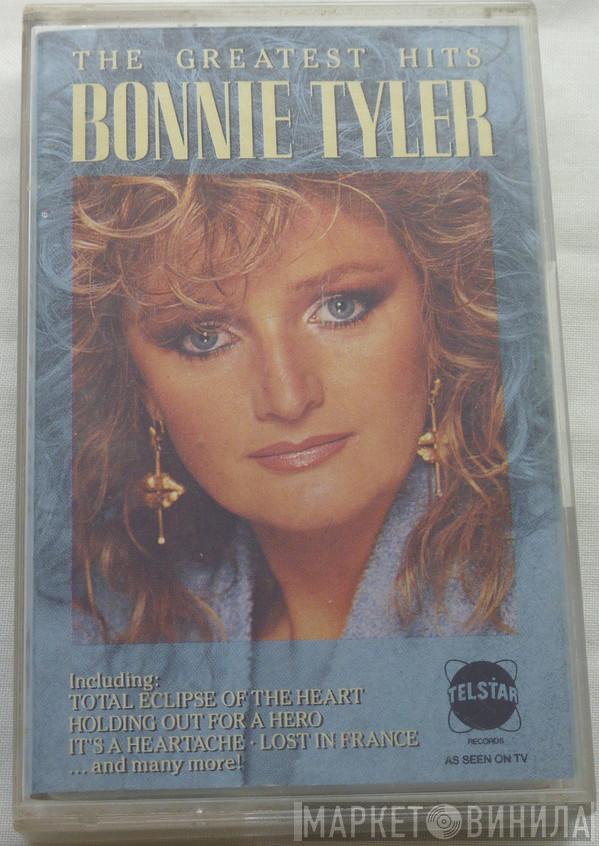 THE GREATEST HITS
BONNIE TYLER
Including:
TOTAL ECLIPSE OF THE HEART
HOLDING OUT FOR A HERO
IT'S A HEARTACHE · LOST IN FRANCE
...and many more!
TELSTAR
RECORDS
AS SEEN ON TV
МАРКЕТ ВИНИЛА